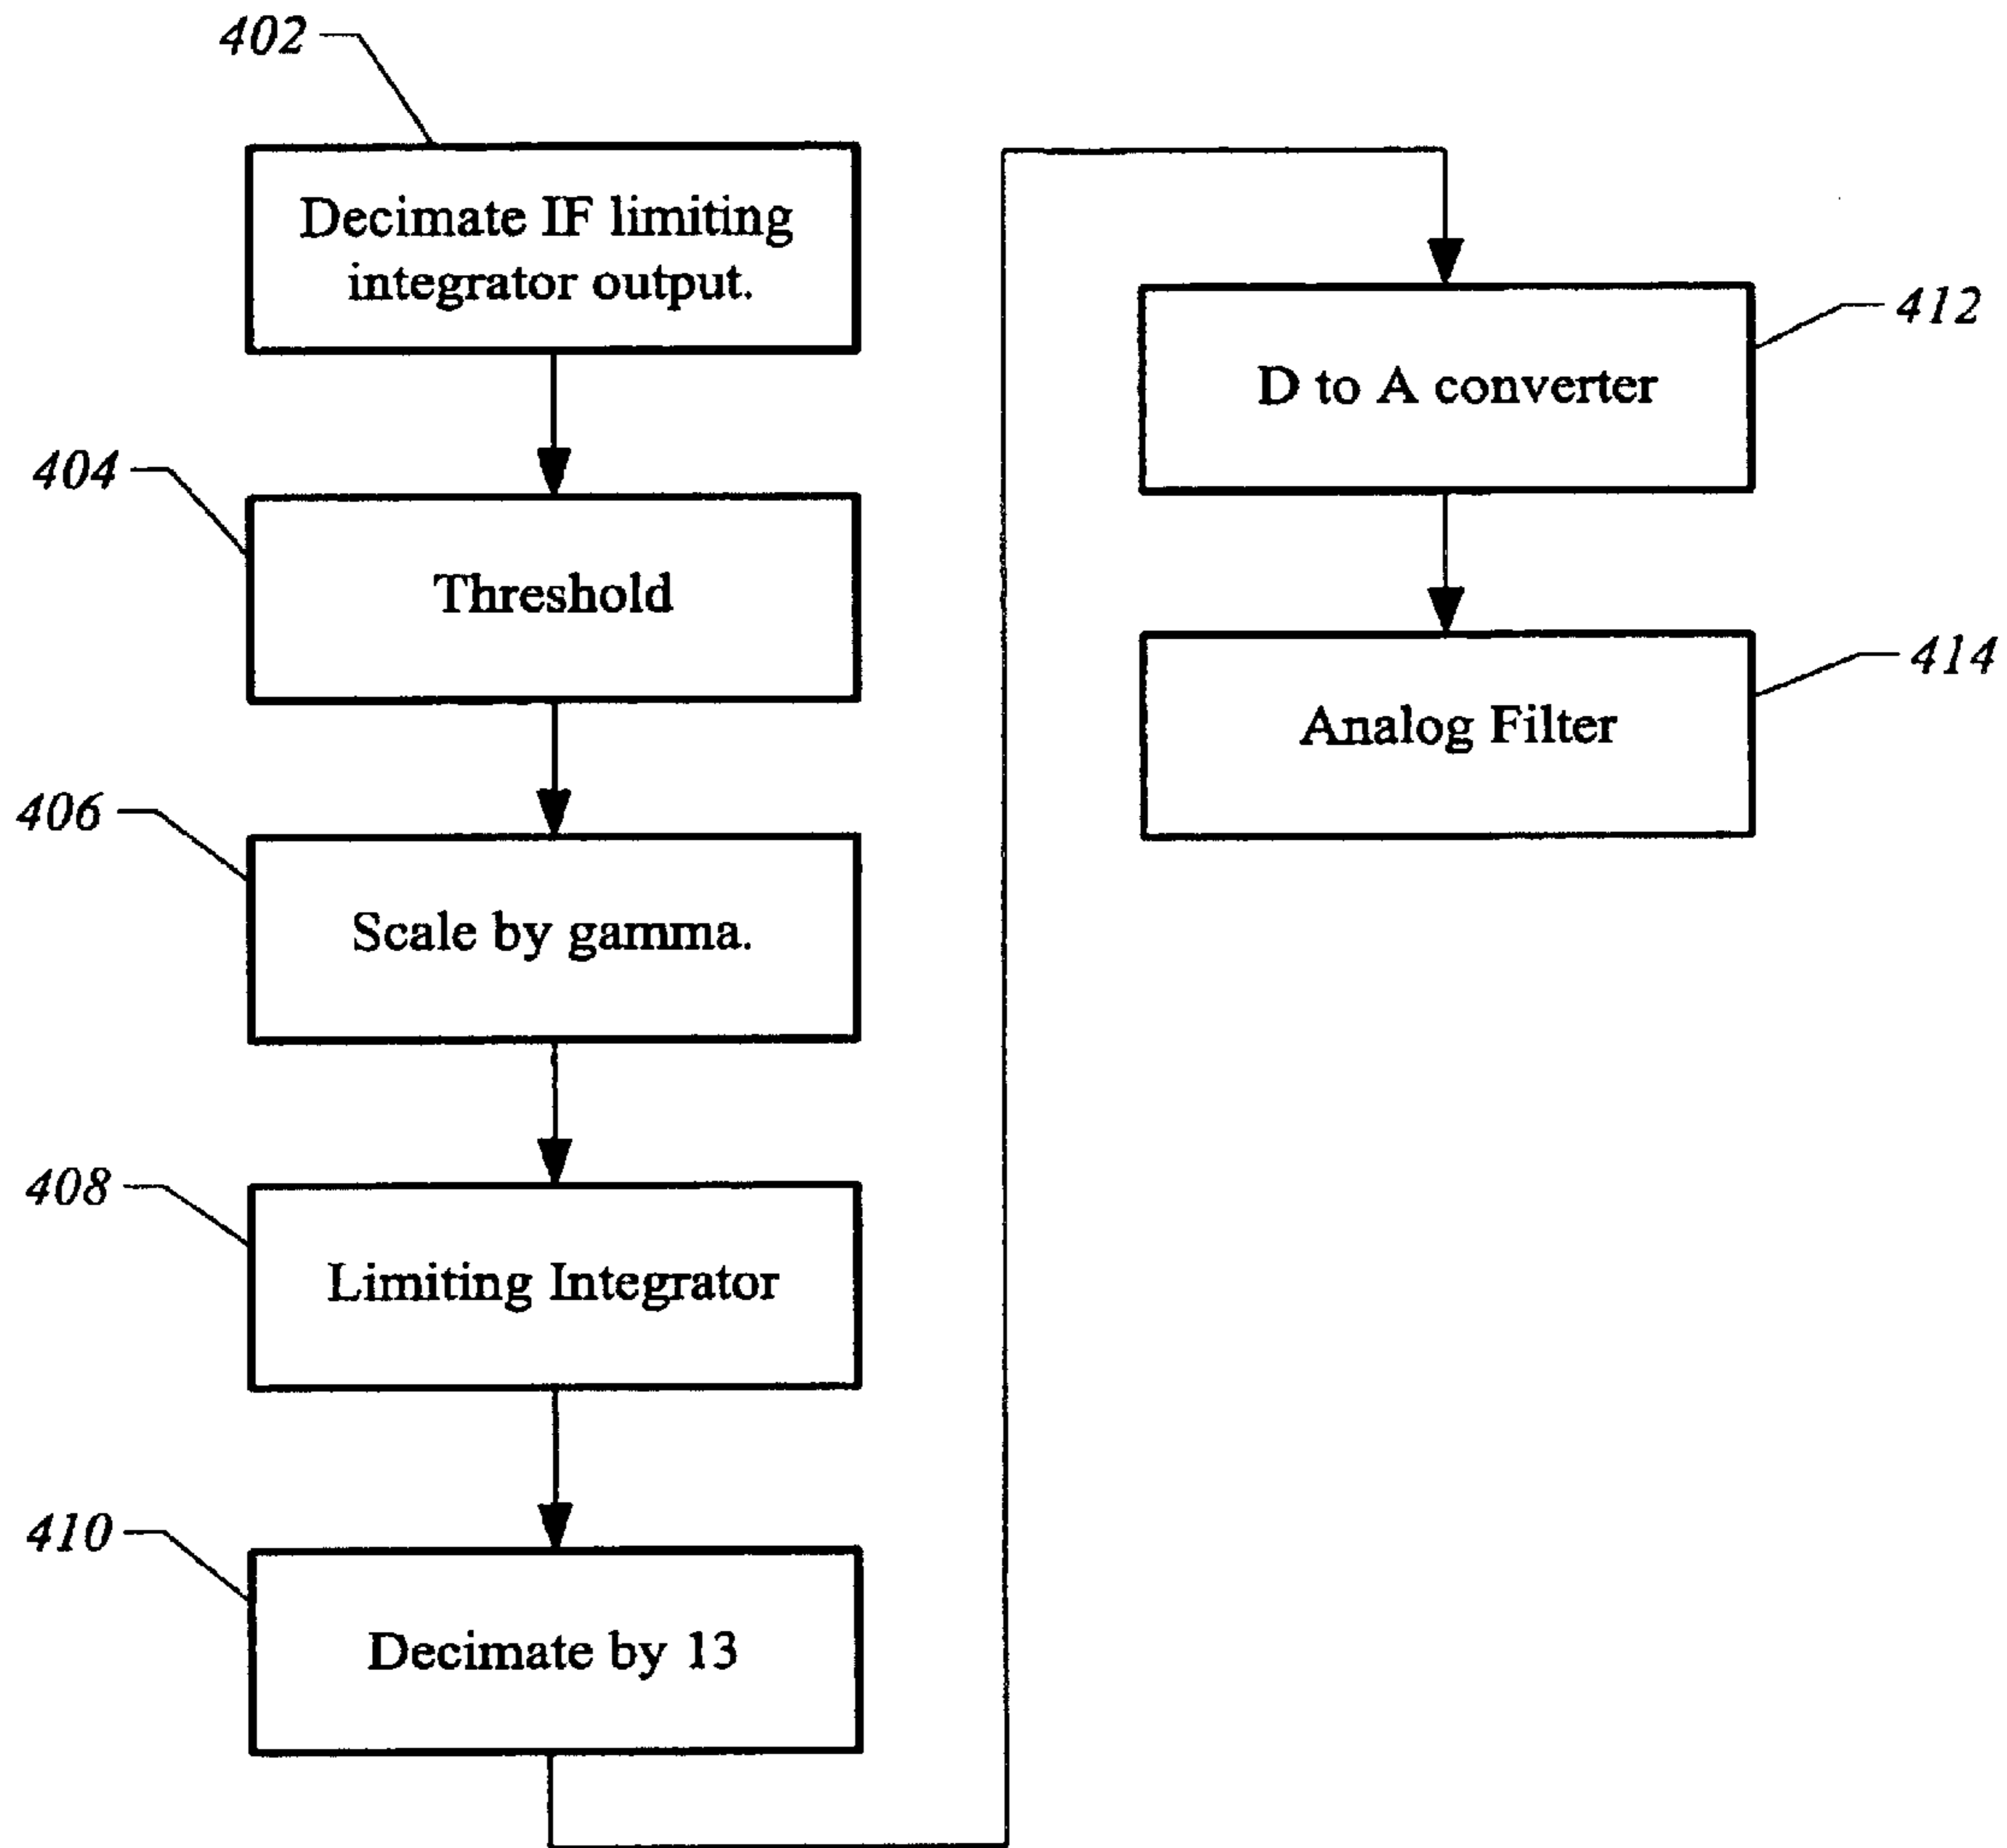 402
Decimate IF limiting
integrator output.
404
Threshold
406
Scale by gamma.
408
Limiting Integrator
410
Decimate by 13
412
D to A converter
414
Analog Filter